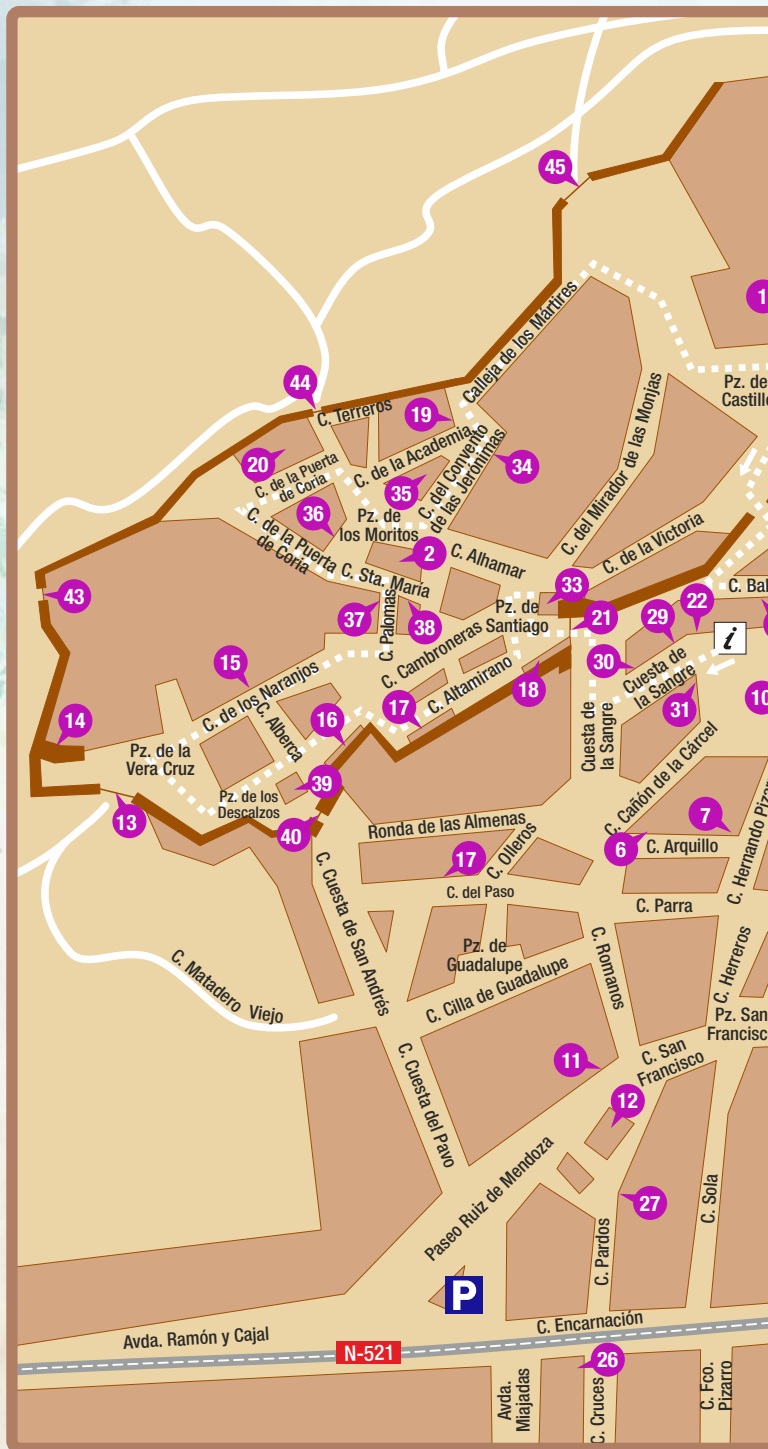 45
1
Calleja de los Mártires
Pz. de
Castill
44
C. Terreros
19
C. de la Academia
C. del Convento
de las Jerónimas
34
C. del Mirador de las Monjas
20
C. de la Puerta
de Coria
35
36
Pz. de
los Moritos
C. de la Puerta
de Coria
2
C. Alhamar
C. de la Victoria
C. Sta. María
43
37
C. Palomas
38
33
Pz. de
Santiago
21
22
29
C. Bal
i
15
C. de los Naranjos
C. Cambroneras
C. Altamirano
18
30
Cuesta de
la Sangre
31
10
14
Pz. de la
Vera Cruz
C. Alberca
16
17
Cuesta de
la Sangre
C. Cañón de la Cárcel
39
Pz. de los
Descalzos
13
40
Ronda de las Almenas
C. Olleros
17
C. del Paso
7
6
C. Arquillo
C. Hernando Piza
C. Parra
C. Cuesta de San Andrés
Pz. de
Guadalupe
C. Cilla de Guadalupe
C. Romanos
C. Herreros
Pz. San
Francisc
C. Matadero Viejo
C. Cuesta del Pavo
11
C. San
Francisco
12
Paseo Ruiz de Mendoza
27
C. Pardos
C. Sola
P
C. Encarnación
Avda. Ramón y Cajal
N-521
26
Avda.
Miajadas
C. Cruces
C. Fco.
Pizarro